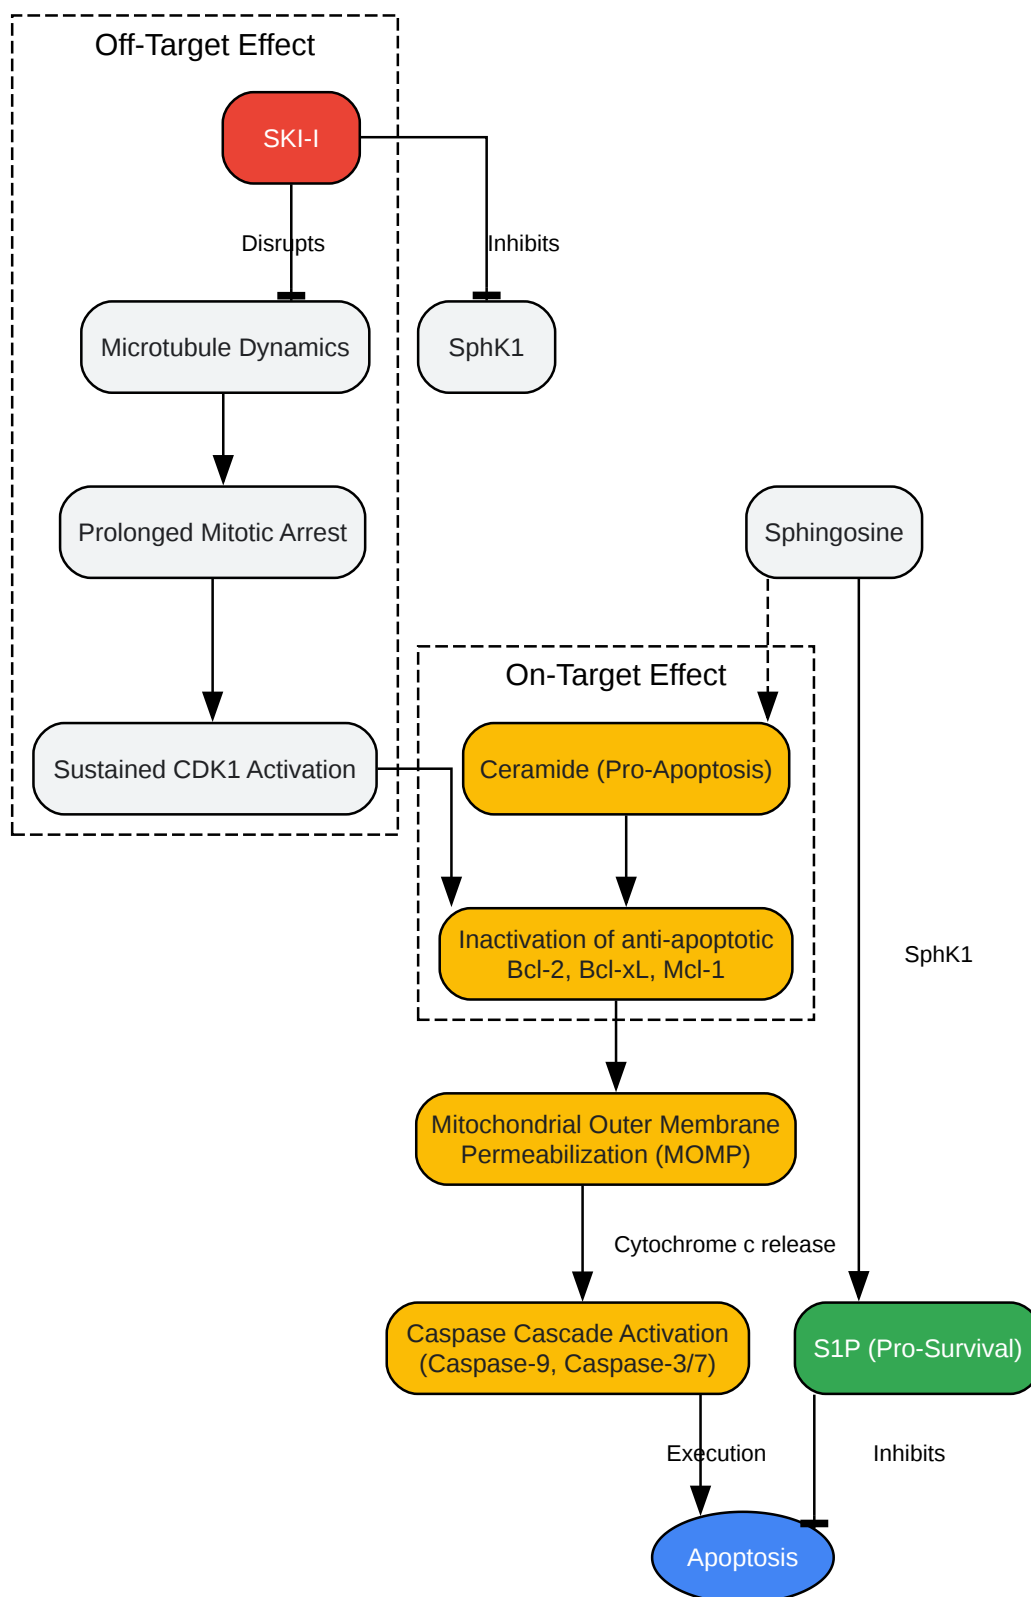 Off-Target Effect
SKI-I
Disrupts
Inhibits
Microtubule Dynamics
SphK1
Prolonged Mitotic Arrest
Sphingosine
On-Target Effect
Sustained CDK1 Activation
Ceramide (Pro-Apoptosis)
Inactivation of anti-apoptotic
Bcl-2, Bcl-xL, Mcl-1
SphK1
Mitochondrial Outer Membrane
Permeabilization (MOMP)
Cytochrome c release
Caspase Cascade Activation
(Caspase-9, Caspase-3/7)
S1P (Pro-Survival)
Execution
Inhibits
Apoptosis